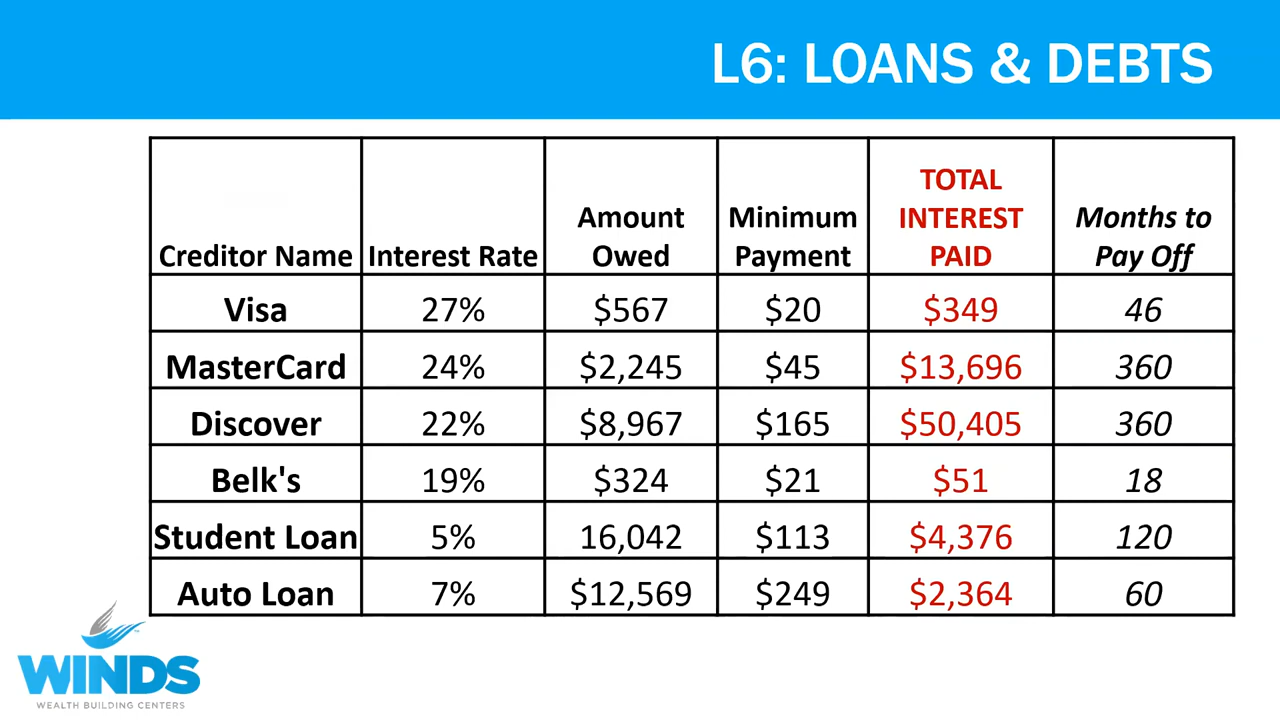 L6: LOANS & DEBTS
Creditor Name Interest Rate Amount Owed Minimum Payment TOTAL INTEREST PAID Months to Pay Off
Visa 27% $567 $20 $349 46
MasterCard 24% $2,245 $45 $13,696 360
Discover 22% $8,967 $165 $50,405 360
Belk's 19% $324 $21 $51 18
Student Loan 5% 16,042 $113 $4,376 120
Auto Loan 7% $12,569 $249 $2,364 60
WINDS
WEALTH BUILDING CENTERS